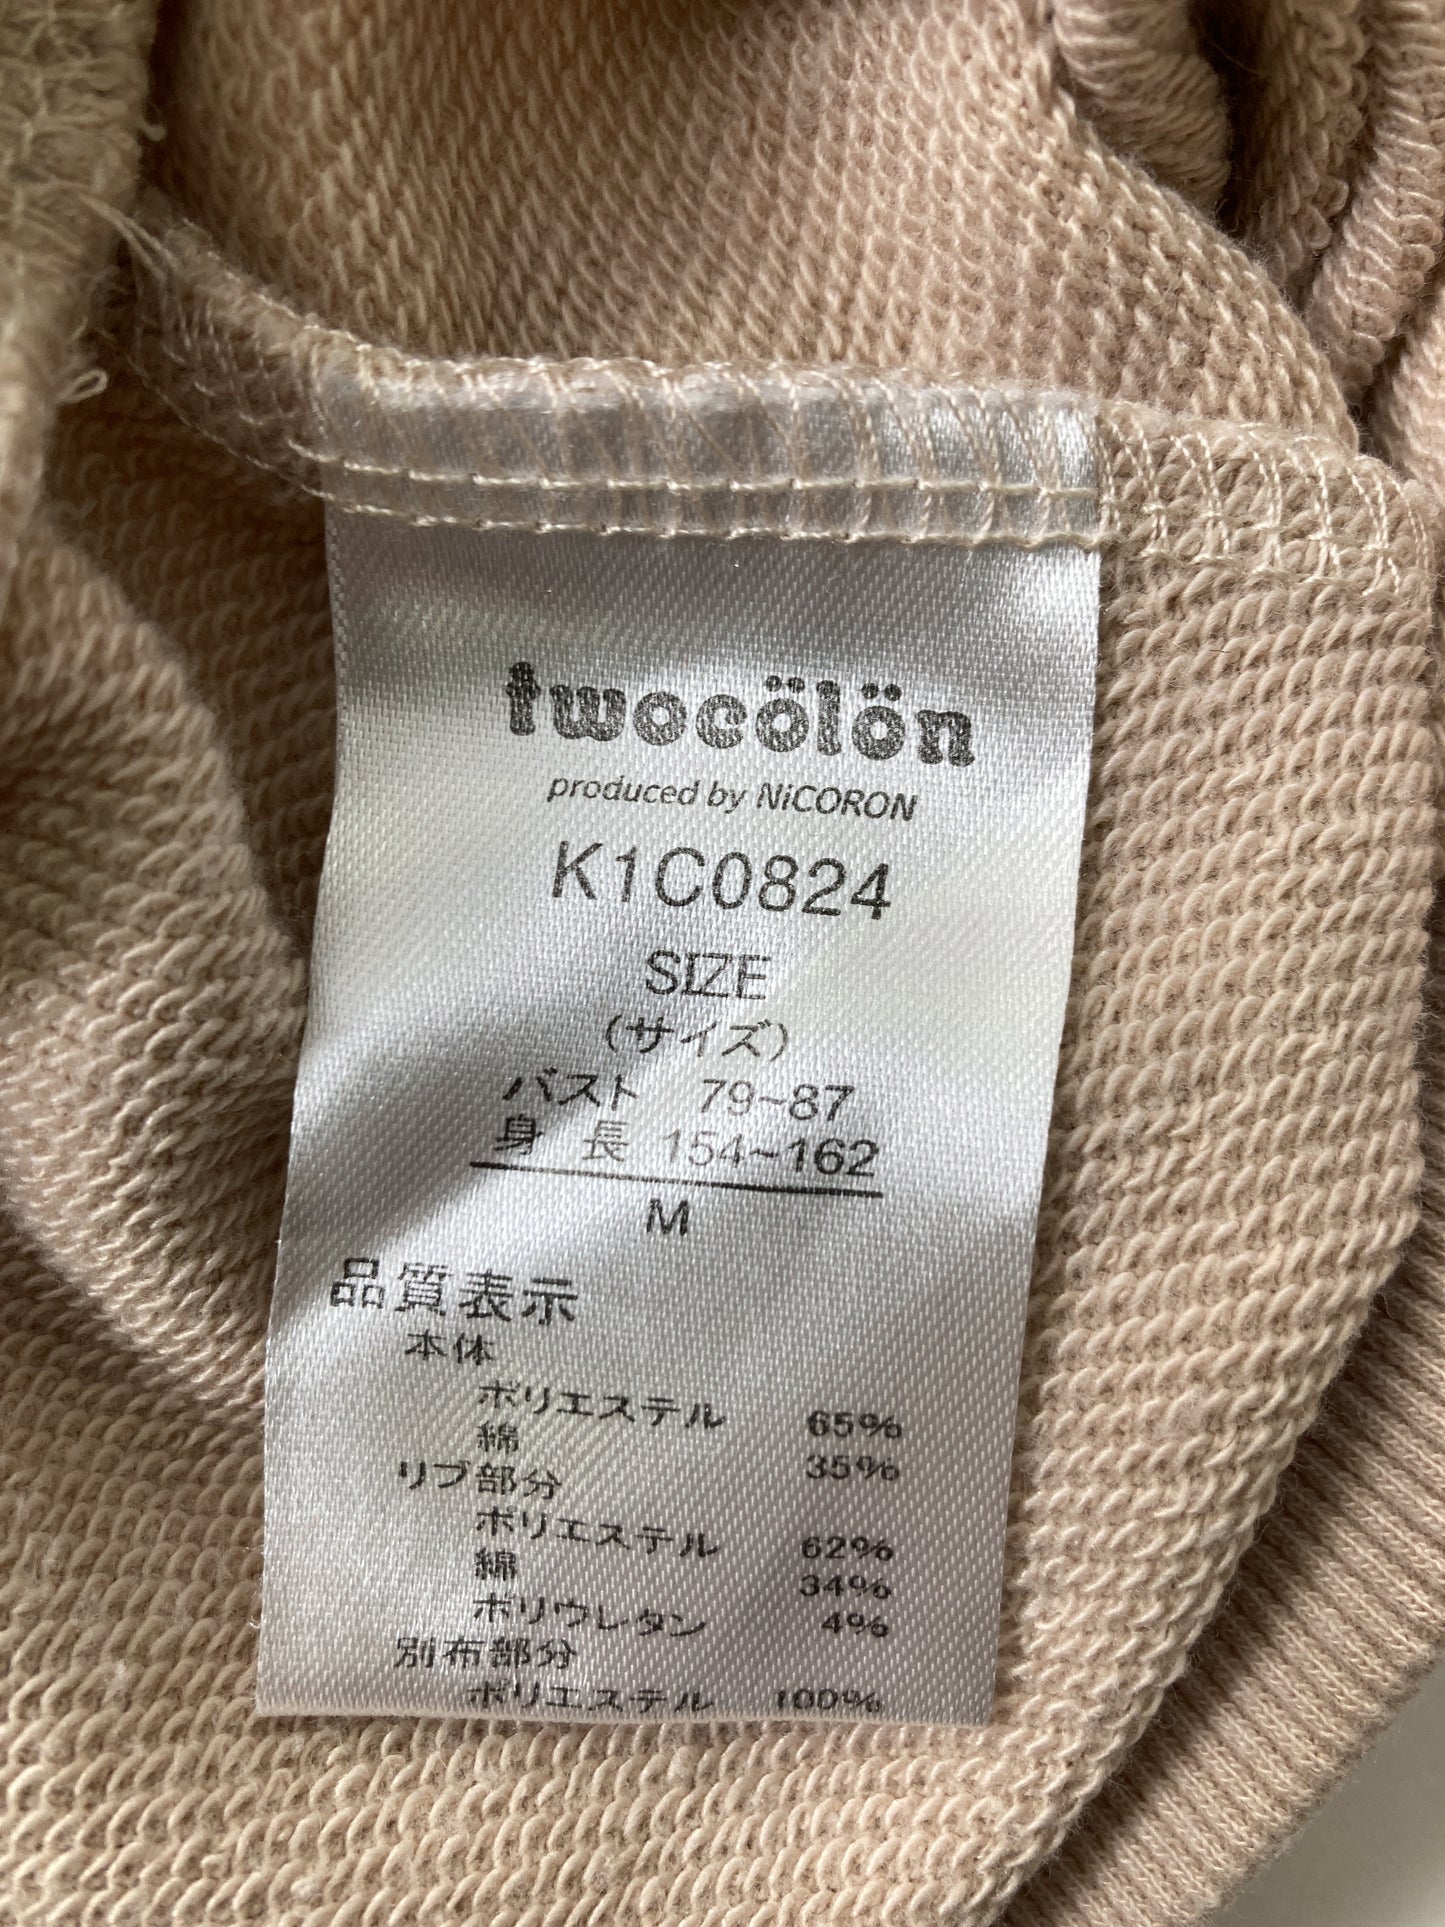 twocölön
produced by NiCORON
K1C0824
SIZE
(サイズ)
バスト 79~87
身長 154~162
M
品質表示
本体
ポリエステル 65%
綿 35%
リブ部分
ポリエステル 62%
綿 34%
ポリウレタン 4%
別布部分
ポリエステル 100%